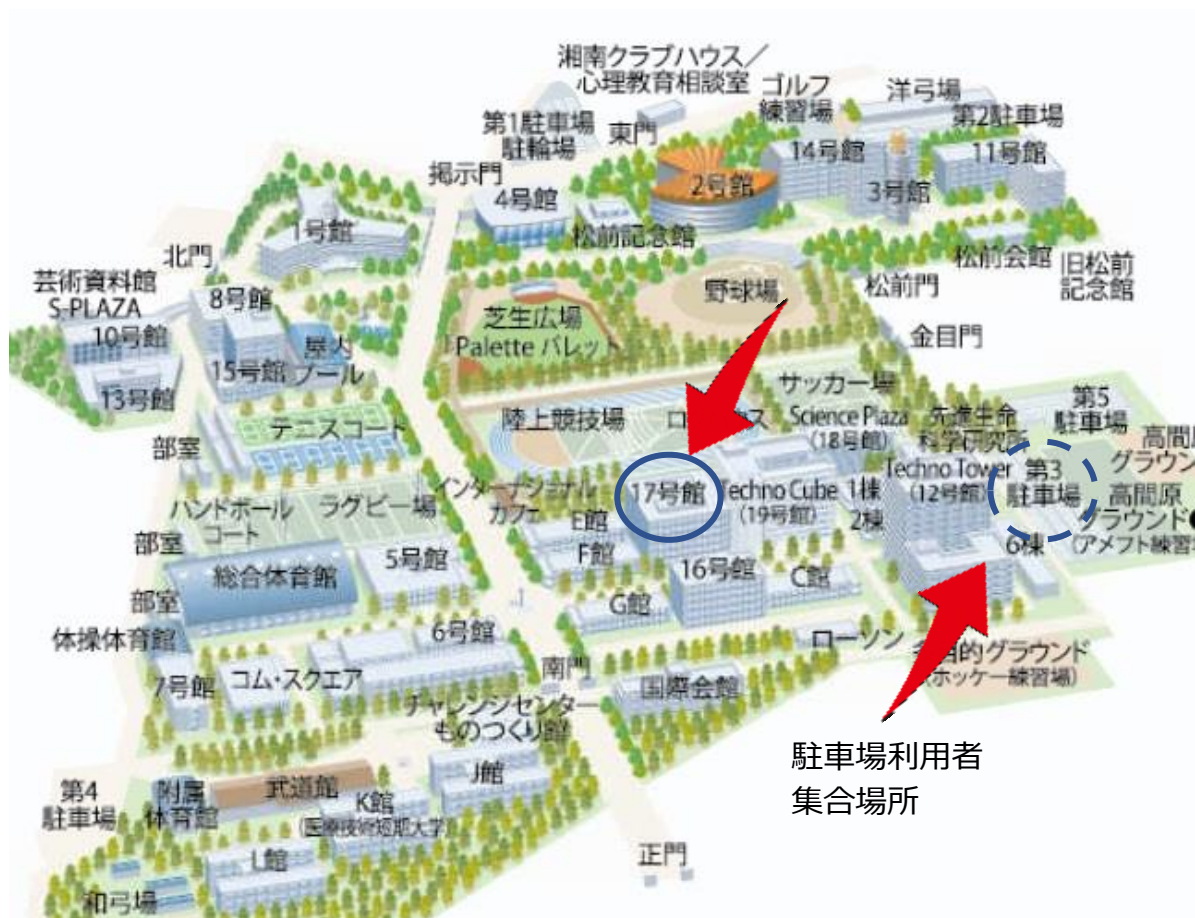 湘南クラブハウス／
心理教育相談室
ゴルフ
練習場
洋弓場
第1駐車場
駐輪場
東門
第2駐車場
掲示門
4号館
2号館
14号館
3号館
11号館
1号館
松前記念館
松前会館
旧松前
記念館
北門
芸術資料館
S-PLAZA
8号館
野球場
松前門
10号館
芝生広場
Palette パレット
金目門
屋内
プール
15号館
13号館
サッカー場
第5
駐車場
テニスコート
陸上競技場
Science Plaza
(18号館)
先進生命
科学研究所
高間原
部室
Techno Tower
(12号館)
第3
駐車場
インターナショナル
カフェ
17号館
Techno Cube
(19号館)
1棟
2棟
高間原
グラウンド
(アメフト練習
ハンドボール
コート
ラグビー場
E館
F館
6棟
部室
総合体育館
5号館
16号館
C館
部室
G館
体操体育館
6号館
ローソン
7号館
コム・スクエア
南門
国際会館
目的グラウンド
(ホッケー練習場)
チャレンジセンター
ものつくり館
駐車場利用者
集合場所
J館
第4
駐車場
附属
体育館
武道館
K館
(医療技術短期大学)
L館
正門
和弓場